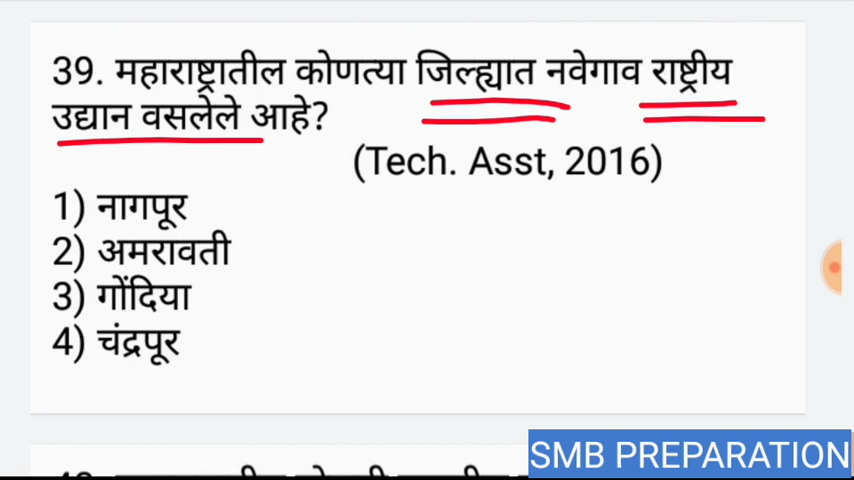 39. महाराष्ट्रातील कोणत्या जिल्ह्यात नवेगाव राष्ट्रीय
उद्यान वसलेले आहे?
(Tech. Asst, 2016)
1) नागपूर
2) अमरावती
3) गोंदिया
4) चंद्रपूर
SMB PREPARATION